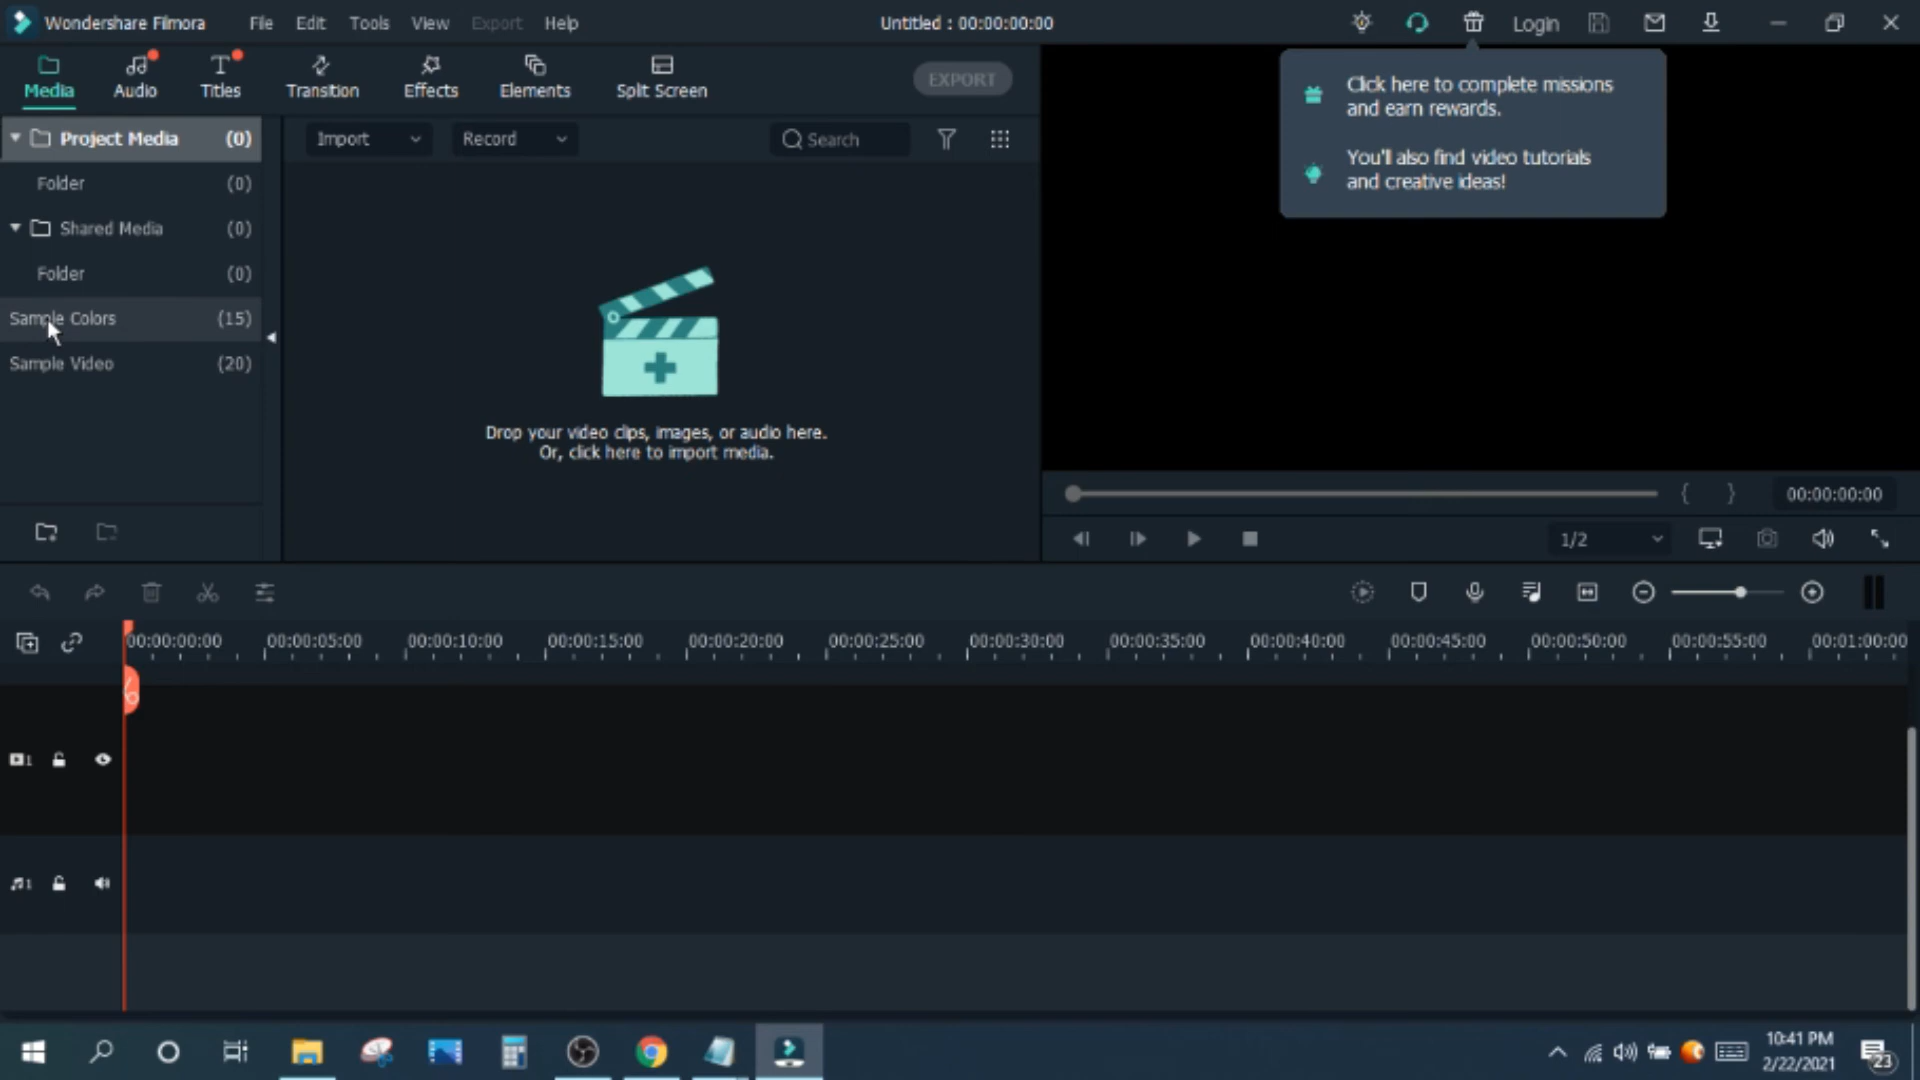 Wondershare Filmora File Edit Tools View Export Help Untitled : 00:00:00:00 Login
Media Audio Titles Transition Effects Elements Split Screen EXPORT
Click here to complete missions
and earn rewards.
You'll also find video tutorials
and creative ideas!
Project Media (0)
Folder (0)
Shared Media (0)
Folder (0)
Sample Colors (15)
Sample Video (20)
Import Record Search
Drop your video clips, images, or audio here.
Or, click here to import media.
{ } 00:00:00:00
1/2
00:00:00:00 00:00:05:00 00:00:10:00 00:00:15:00 00:00:20:00 00:00:25:00 00:00:30:00 00:00:35:00 00:00:40:00 00:00:45:00 00:00:50:00 00:00:55:00 00:01:00:00
1
1
10:41 PM
2/22/2021
23